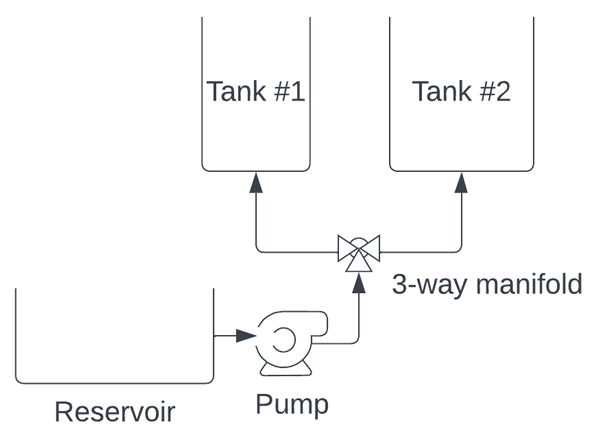 Tank #1
Tank #2
3-way manifold
Reservoir
Pump